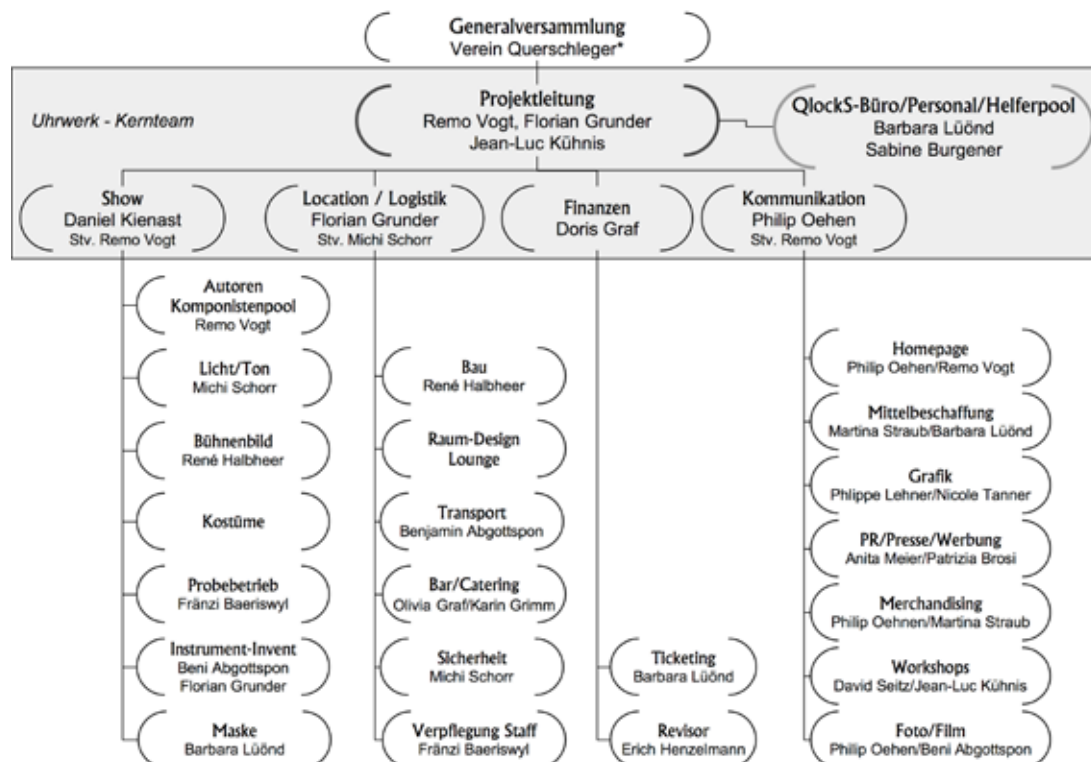 Generalversammlung
Verein Querschleger*
Uhrwerk - Kernteam
Projektleitung
Remo Vogt, Florian Grunder
Jean-Luc Kühnis
QlockS-Büro/Personal/Helferpool
Barbara Lüönd
Sabine Burgener
Show
Daniel Kienast
Stv. Remo Vogt
Location / Logistik
Florian Grunder
Stv. Michi Schorr
Finanzen
Doris Graf
Kommunikation
Philip Oehen
Stv. Remo Vogt
Autoren
Komponistenpool
Remo Vogt
Licht/Ton
Michi Schorr
Bühnenbild
René Halbheer
Kostüme
Probebetrieb
Fränzi Baeriswyl
Instrument-Invent
Beni Abgottspon
Florian Grunder
Maske
Barbara Lüönd
Bau
René Halbheer
Raum-Design
Lounge
Transport
Benjamin Abgottspon
Bar/Catering
Olivia Graf/Karin Grimm
Sicherheit
Michi Schorr
Verpflegung Staff
Fränzi Baeriswyl
Ticketing
Barbara Lüönd
Revisor
Erich Henzelmann
Homepage
Philip Oehen/Remo Vogt
Mittelbeschaffung
Martina Straub/Barbara Lüönd
Grafik
Phlippe Lehner/Nicole Tanner
PR/Presse/Werbung
Anita Meier/Patrizia Brosi
Merchandising
Philip Oehnen/Martina Straub
Workshops
David Seitz/Jean-Luc Kühnis
Foto/Film
Philip Oehen/Beni Abgottspon